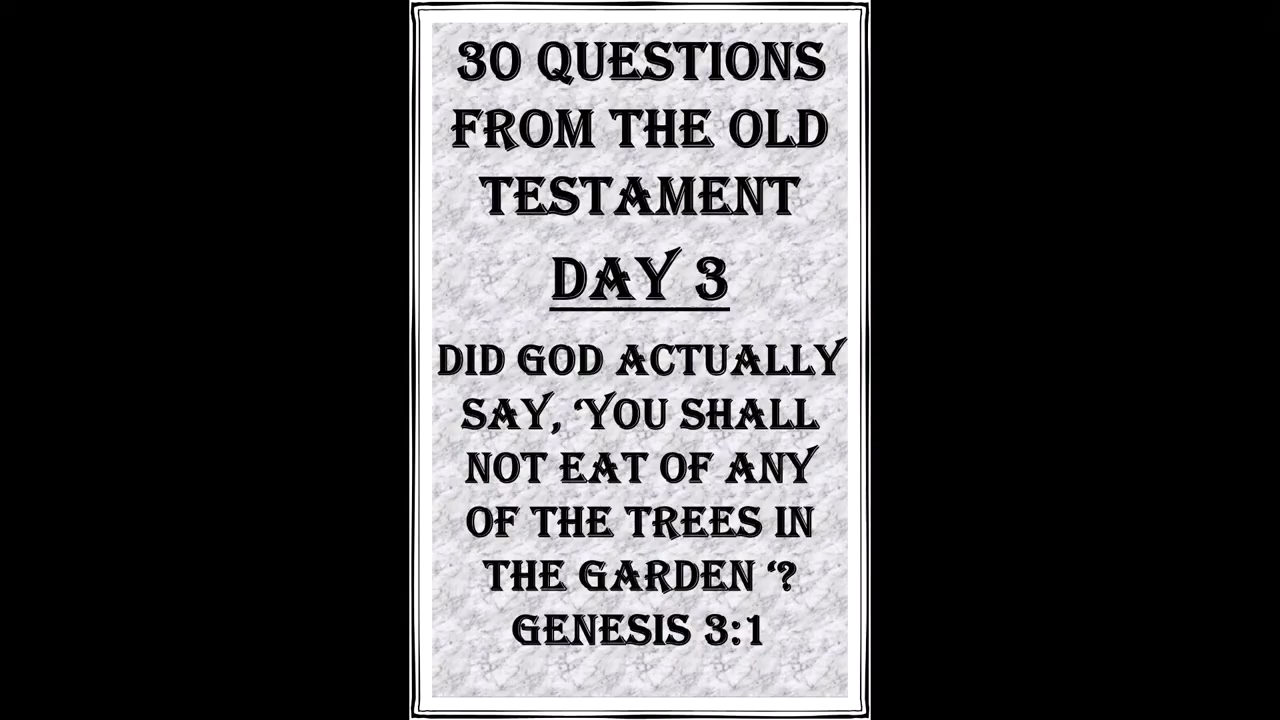 30 QUESTIONS
FROM THE OLD
TESTAMENT
DAY 3
DID GOD ACTUALLY
SAY, ‘YOU SHALL
NOT EAT OF ANY
OF THE TREES IN
THE GARDEN ‘?
GENESIS 3:1